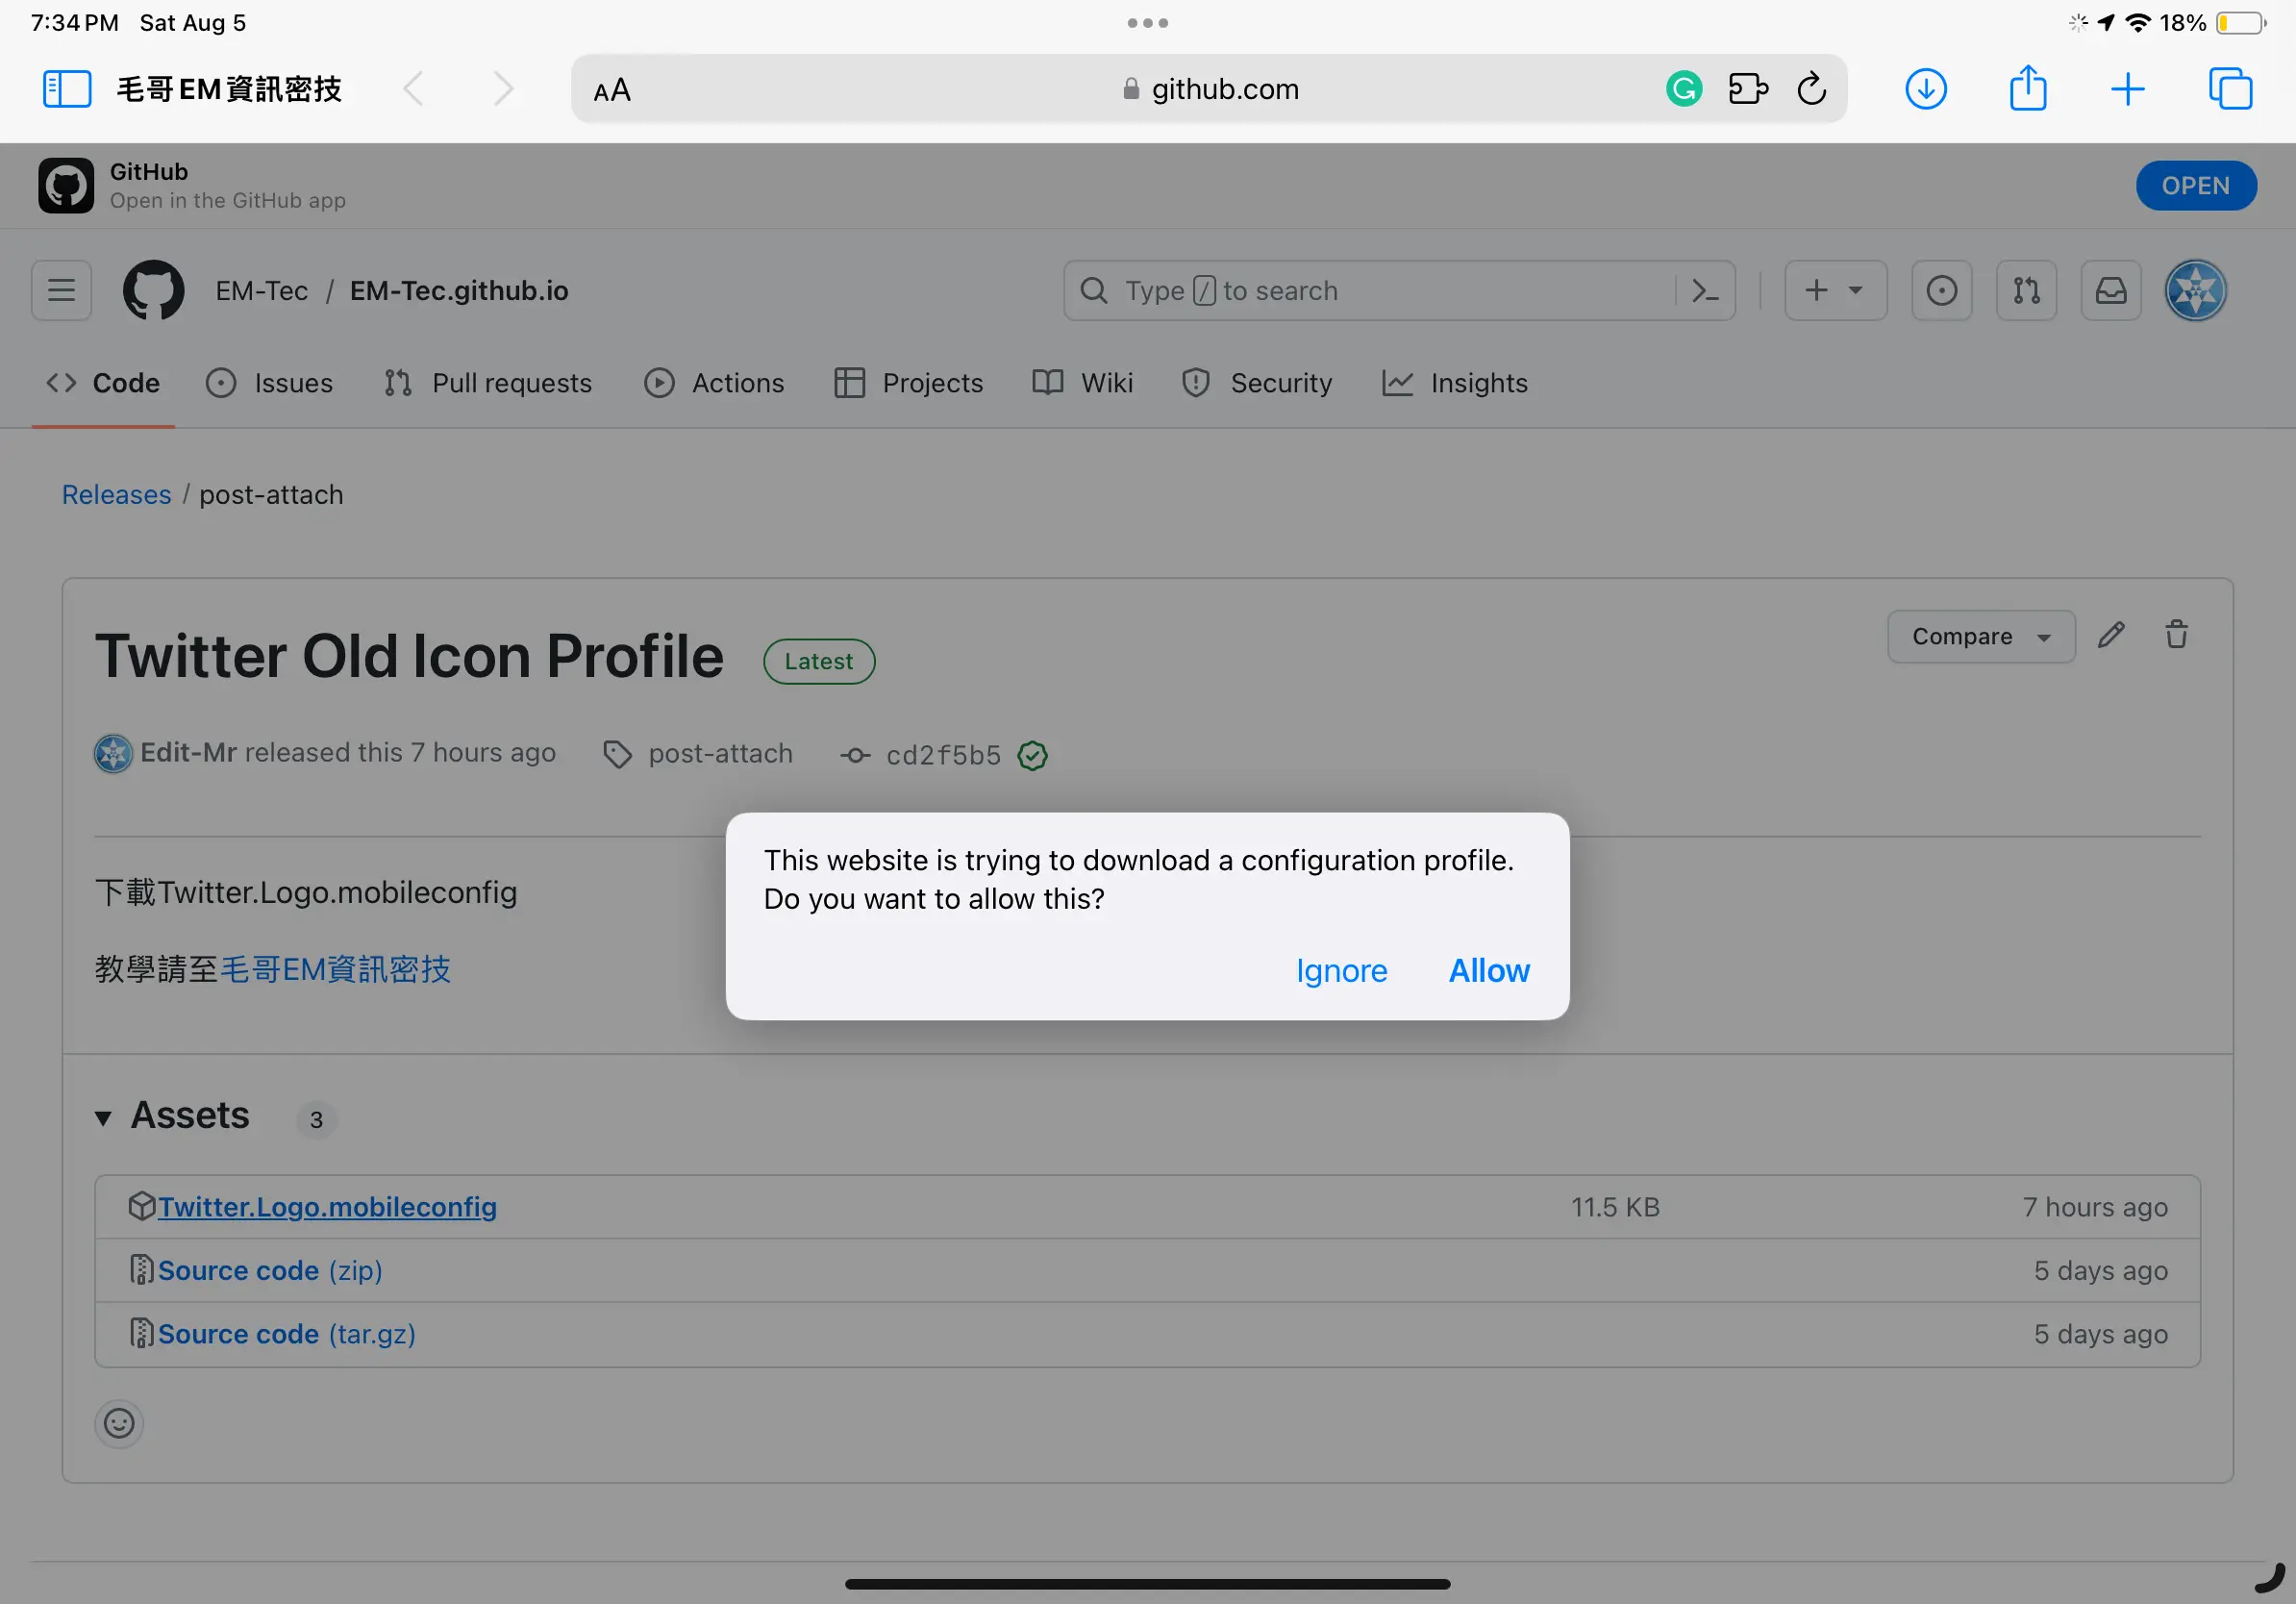 7:34 PM Sat Aug 5
18%
毛哥EM資訊密技
AA
github.com
GitHub
Open in the GitHub app
OPEN
EM-Tec / EM-Tec.github.io
Type / to search
Code
Issues
Pull requests
Actions
Projects
Wiki
Security
Insights
Releases / post-attach
Twitter Old Icon Profile
Latest
Compare
Edit-Mr released this 7 hours ago
post-attach
cd2f5b5
下載Twitter.Logo.mobileconfig
教學請至毛哥EM資訊密技
This website is trying to download a configuration profile.
Do you want to allow this?
Ignore
Allow
Assets 3
Twitter.Logo.mobileconfig 11.5 KB 7 hours ago
Source code (zip) 5 days ago
Source code (tar.gz) 5 days ago